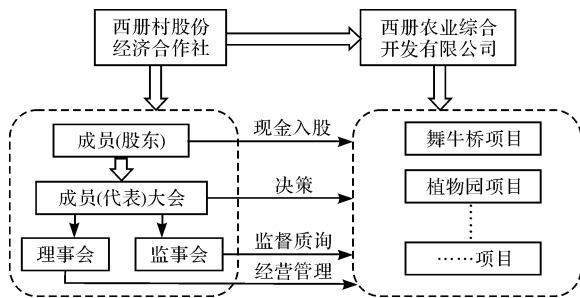 西册村股份
经济合作社
西册农业综合
开发有限公司
成员(股东)
现金入股
舞牛桥项目
成员(代表)大会
决策
植物园项目
理事会
监事会
监督质询
经营管理
……项目